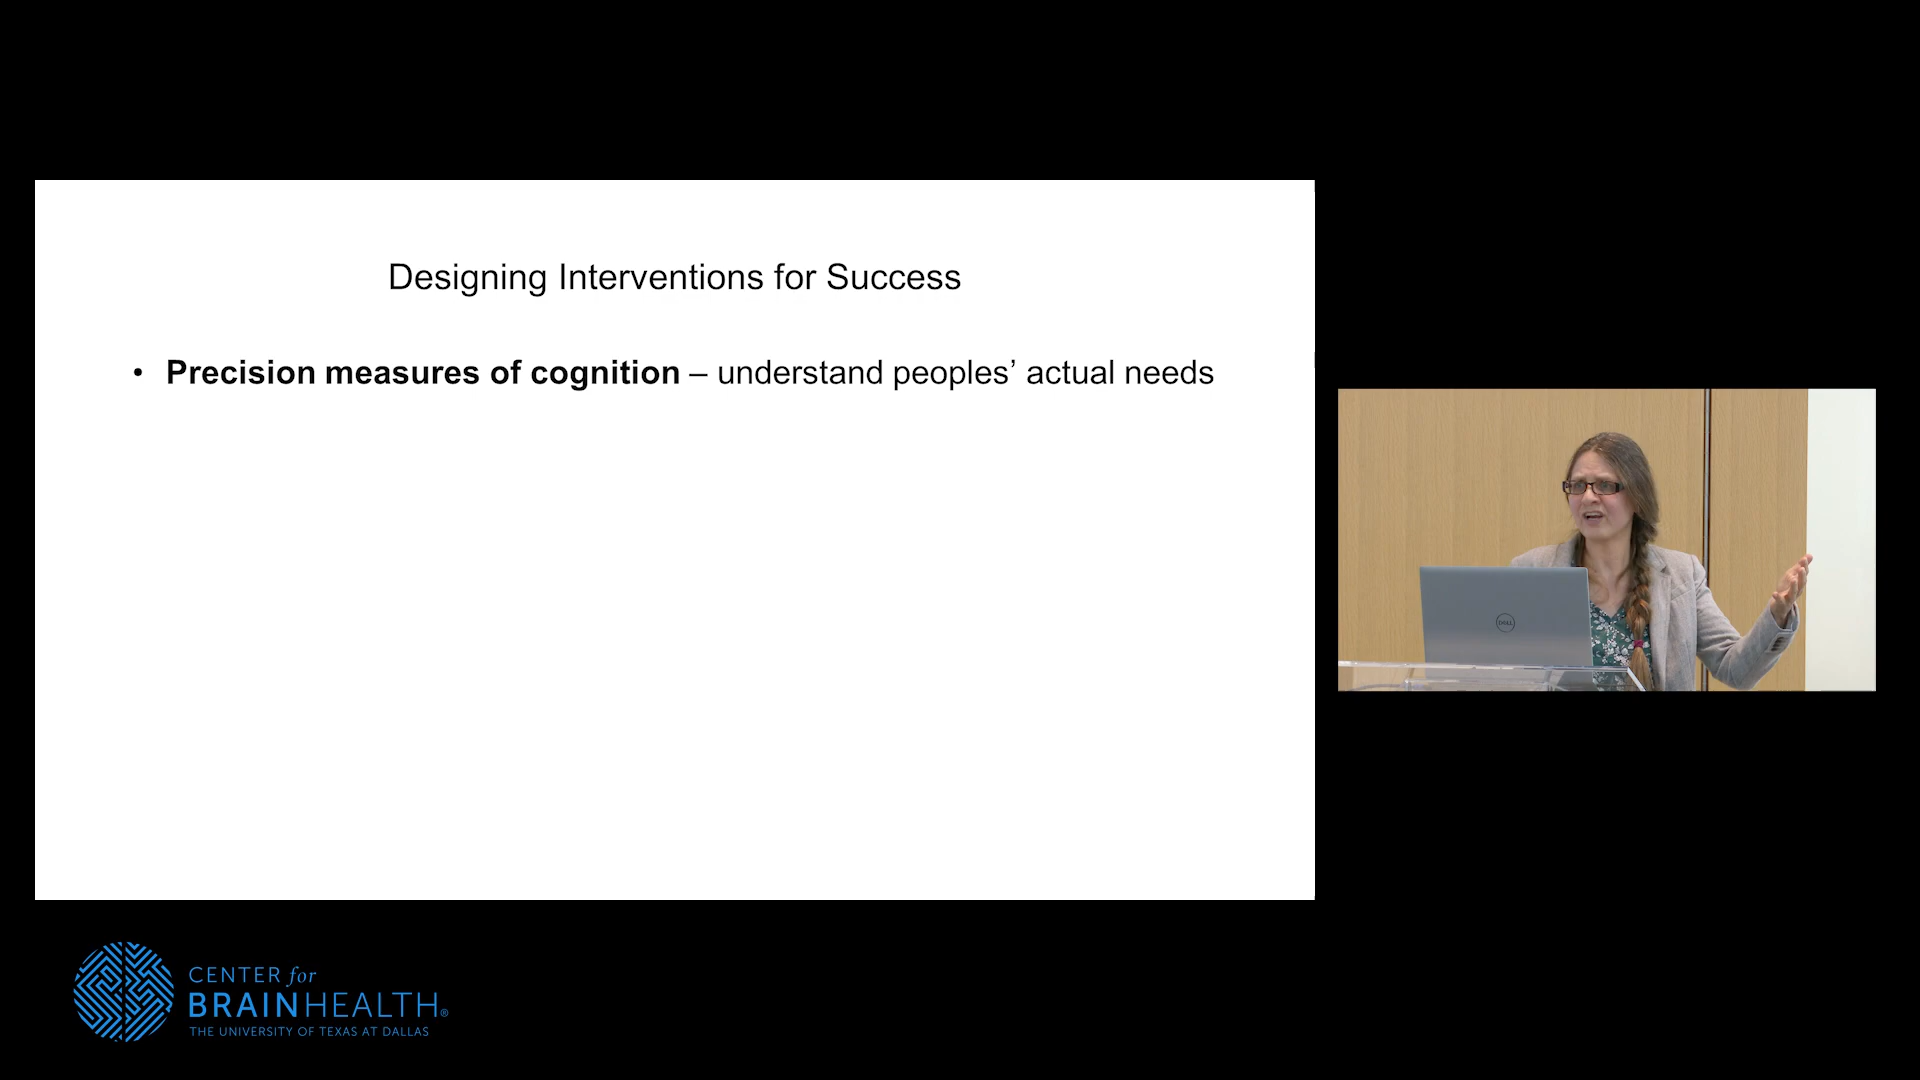 Designing Interventions for Success
• Precision measures of cognition – understand peoples’ actual needs
DELL
CENTER for
BRAINHEALTH®
THE UNIVERSITY OF TEXAS AT DALLAS